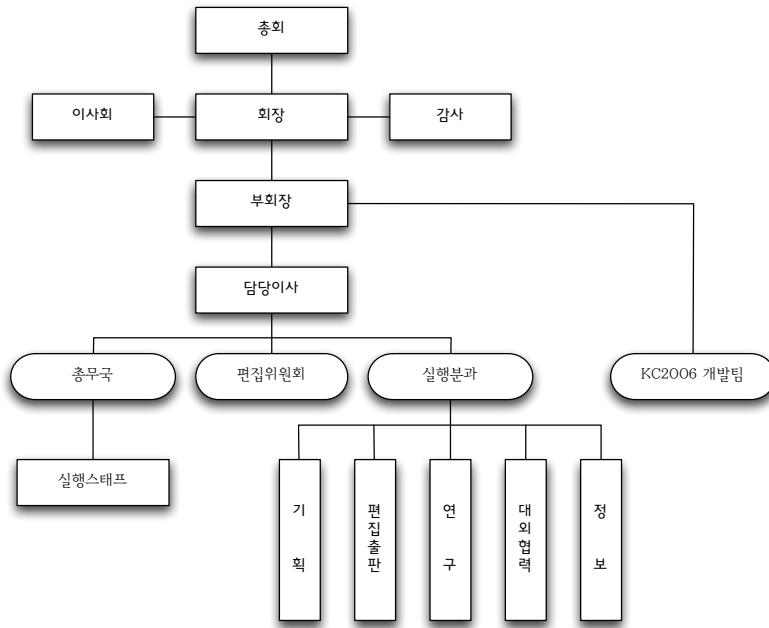 총회
이사회
회장
감사
부회장
담당이사
총무국
편집위원회
실행분과
KC2006 개발팀
실행스태프
기획
편집출판
연구
대외협력
정보